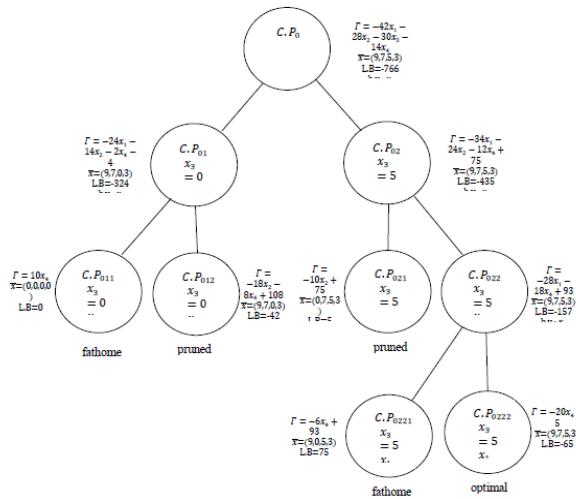 C.P₀
Γ = −42x₁ −
28x₂ − 30x₃ −
14x₄
x̅=(9,7,5,3)
LB=-766
Γ = −24x₁ −
14x₂ − 2x₄ −
4
x̅=(9,7,0,3)
LB=-324
C.P₀₁
x₃
= 0
C.P₀₂
x₃
= 5
Γ = −34x₁ −
24x₂ − 12x₄ +
75
x̅=(9,7,5,3)
LB=-435
Γ = 10x₄
x̅=(0,0,0,0
)
LB=0
C.P₀₁₁
x₃
= 0
..
C.P₀₁₂
x₃
= 0
..
Γ =
−18x₂ −
8x₄ + 108
x̅=(9,7,0,3)
LB=-42
Γ =
−10x₂ +
75
x̅=(0,7,5,3
)
C.P₀₂₁
x₃
= 5
C.P₀₂₂
x₃
= 5
..
Γ =
−28x₁ −
18x₄ + 93
x̅=(9,7,5,3)
LB=-157
fathome
pruned
pruned
Γ = −6x₄ +
93
x̅=(9,0,5,3)
LB=75
C.P₀₂₂₁
x₃
= 5
C.P₀₂₂₂
x₃
= 5
Γ = −20x₄
5
x̅=(9,7,5,3
LB=-65
fathome
optimal